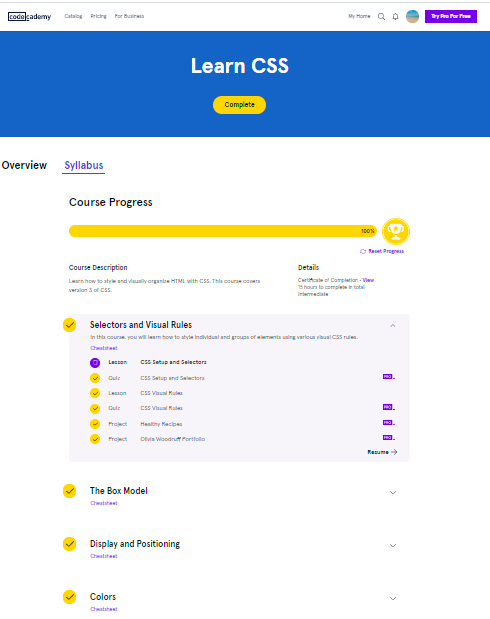 codecademy
Catalog Pricing For Business
My Home
Try Pro For Free
Learn CSS
Complete
Overview Syllabus
Course Progress
100%
Reset Progress
Course Description
Learn how to style and visually organize HTML with CSS. This course covers
version 3 of CSS.
Details
Certificate of Completion - View
15 hours to complete in total
Intermediate
Selectors and Visual Rules
In this course, you will learn how to style individual and groups of elements using various visual CSS rules.
Cheatsheet
Lesson CSS Setup and Selectors
Quiz CSS Setup and Selectors PRO
Lesson CSS Visual Rules
Quiz CSS Visual Rules PRO
Project Healthy Recipes PRO
Project Olivia Woodruff Portfolio PRO
Resume
The Box Model
Cheatsheet
Display and Positioning
Cheatsheet
Colors
Cheatsheet